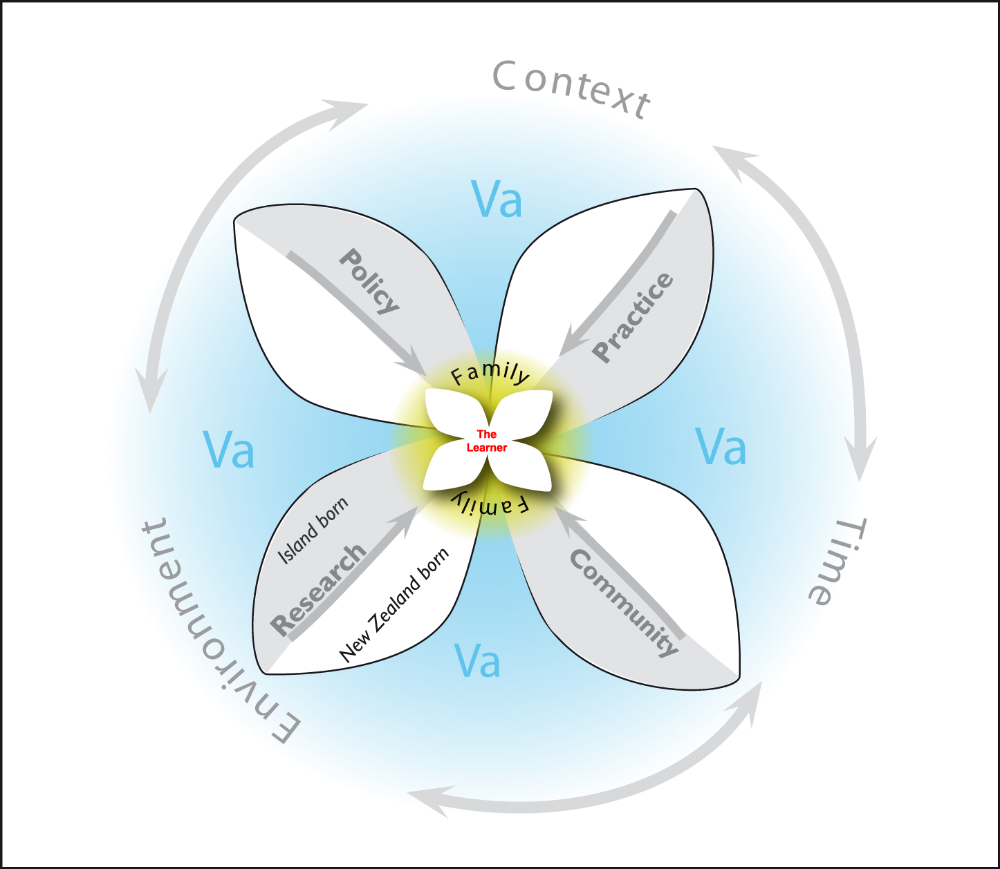 Context
Va
Policy
Practice
Family
The
Learner
Va
Va
Family
Island born
Research
New Zealand born
Community
Environment
Time
Va